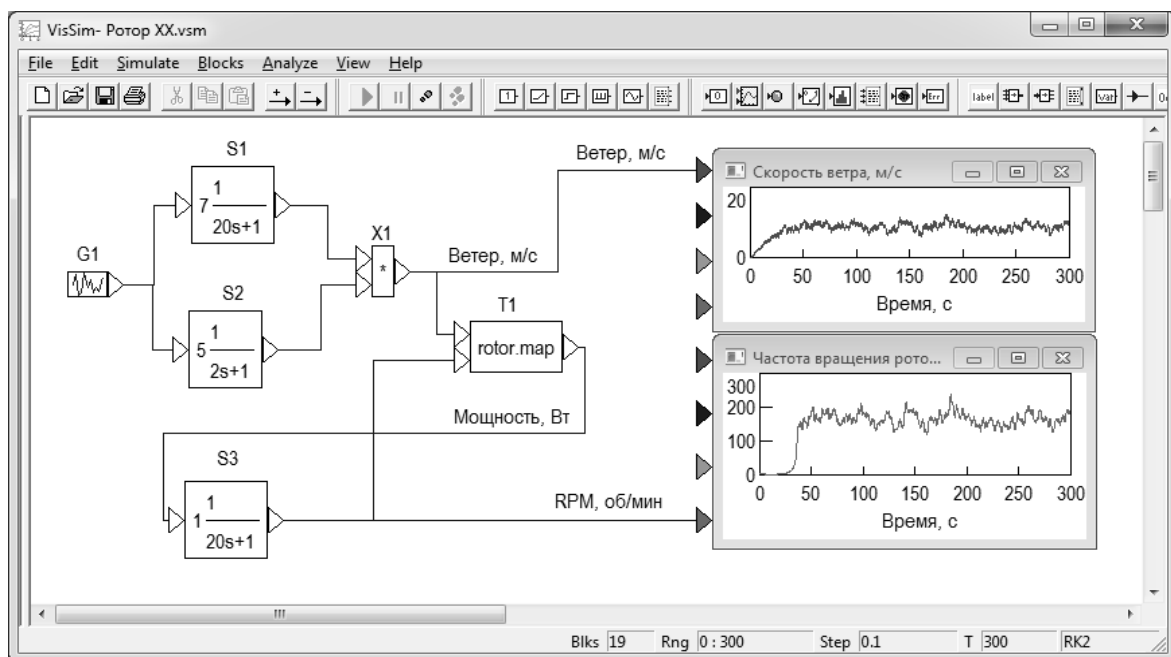 VisSim- Ротор XX.vsm
File Edit Simulate Blocks Analyze View Help
label
Var
Err
S1
7 1
20s+1
G1
S2
5 1
2s+1
X1
*
Ветер, м/с
Ветер, м/с
T1
rotor.map
Мощность, Вт
S3
1 1
20s+1
RPM, об/мин
Скорость ветра, м/с
20
0
0 50 100 150 200 250 300
Время, с
Частота вращения рото...
300
200
100
0
0 50 100 150 200 250 300
Время, с
Blks 19 Rng 0 : 300 Step 0.1 T 300 RK2